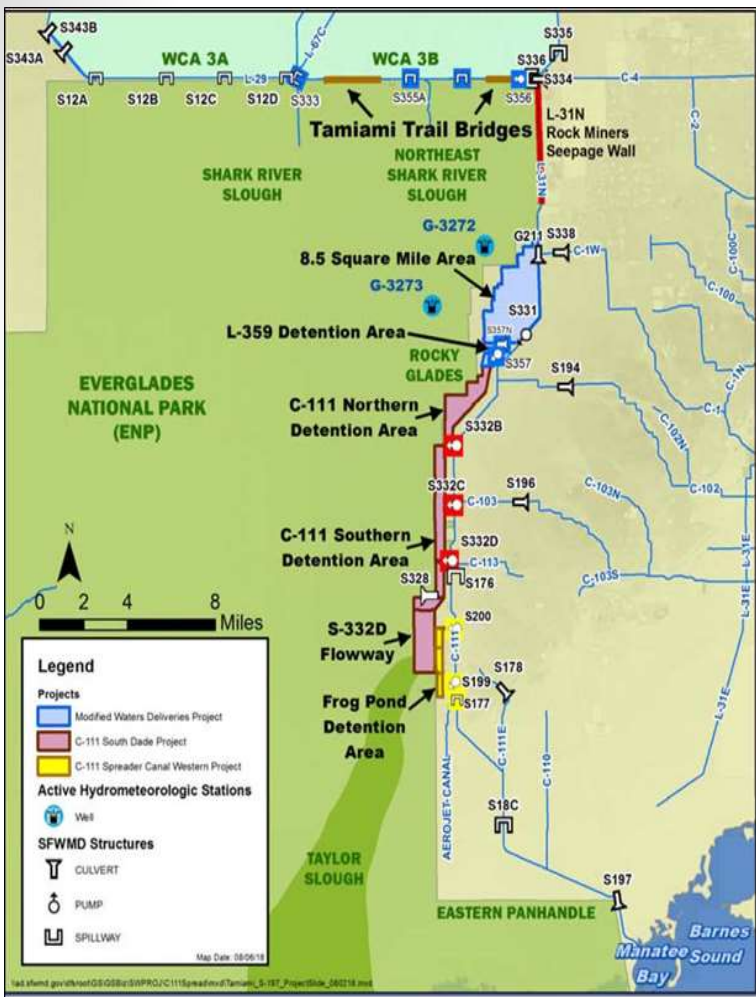 S343B
S343A
WCA 3A
L-67C
WCA 3B
S335
S336
S334
C-4
S12A
S12B
S12C
L-29
S12D
S333
S355A
S356
C-2
Tamiami Trail Bridges
L-31N
Rock Miners
Seepage Wall
SHARK RIVER
SLOUGH
NORTHEAST
SHARK RIVER
SLOUGH
L-31N
G-3272
G211
S338
C-1W
C-100C
C-100
8.5 Square Mile Area
G-3273
S331
L-359 Detention Area
S357N
S357
C-1N
ROCKY
GLADES
S194
C-1
EVERGLADES
NATIONAL PARK
(ENP)
C-111 Northern
Detention Area
C-102N
S332B
S332C
C-103
S196
C-103N
C-102
C-111 Southern
Detention Area
S332D
C-113
S176
C-103S
L-31E
L-31E
L-31E
N
S328
0 2 4 8
Miles
S-332D
Flowway
S200
C-111
S199
S177
S178
Frog Pond
Detention
Area
C-111E
C-110
AEROJET CANAL
S18C
TAYLOR
SLOUGH
S197
EASTERN PANHANDLE
Manatee
Bay
Barnes
Sound
Legend
Projects
Modified Waters Deliveries Project
C-111 South Dade Project
C-111 Spreader Canal Western Project
Active Hydrometeorologic Stations
Well
SFWMD Structures
CULVERT
PUMP
SPILLWAY
Map Date: 08/06/18